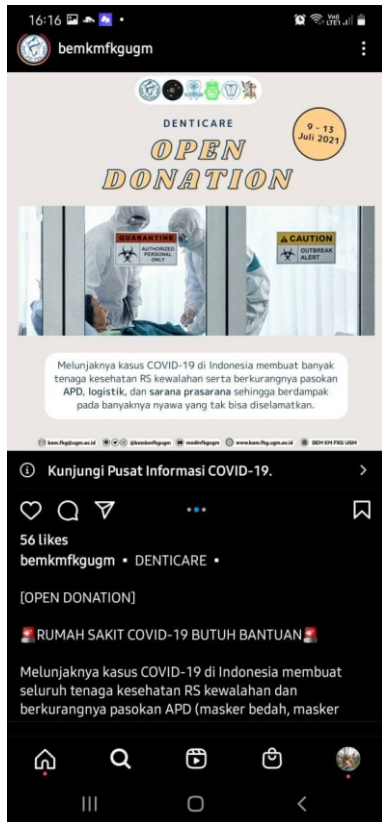 16:16
bemkmfkgugm
DENTICARE
9 - 13
Juli 2021
OPEN
DONATION
QUARANTINE
AUTHORIZED
PERSONAL
ONLY
CAUTION
OUTBREAK
ALERT
Melunjaknya kasus COVID-19 di Indonesia membuat banyak
tenaga kesehatan RS kewalahan serta berkurangnya pasokan
APD, logistik, dan sarana prasarana sehingga berdampak
pada banyaknya nyawa yang tak bisa diselamatkan.
bem.fkg@ugm.ac.id @bemkmfkgugm medinfkgugm www.bem.fkg.ugm.ac.id BEM KM FKG UGM
Kunjungi Pusat Informasi COVID-19.
56 likes
bemkmfkgugm • DENTICARE •
[OPEN DONATION]
🚨RUMAH SAKIT COVID-19 BUTUH BANTUAN🚨
Melunjaknya kasus COVID-19 di Indonesia membuat
seluruh tenaga kesehatan RS kewalahan dan
berkurangnya pasokan APD (masker bedah, masker